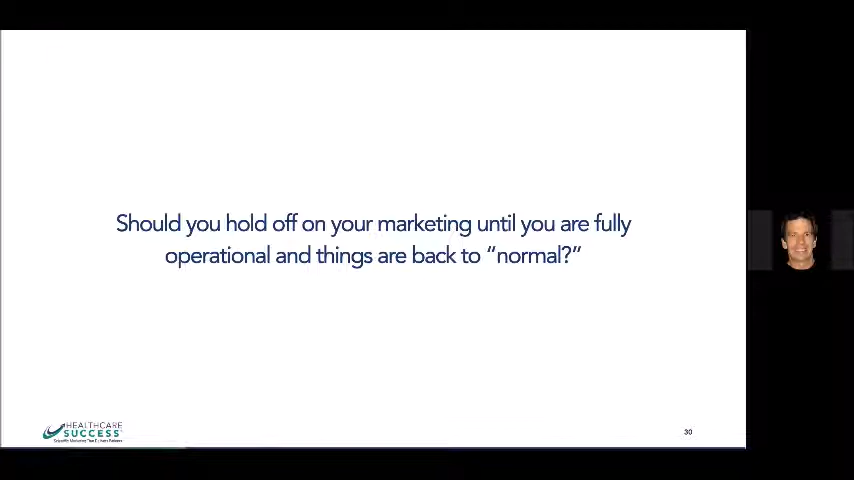 Should you hold off on your marketing until you are fully
operational and things are back to “normal?”
HEALTHCARE
SUCCESS
30